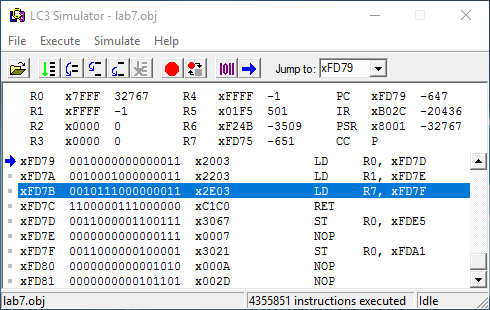 LC3 Simulator - lab7.obj
File Execute Simulate Help
Jump to: xFD79
R0 x7FFF 32767 R4 xFFFF -1 PC xFD79 -647
R1 xFFFF -1 R5 x01F5 501 IR xB02C -20436
R2 x0000 0 R6 xF24B -3509 PSR x8001 -32767
R3 x0000 0 R7 xFD75 -651 CC P
xFD79 0010000000000011 x2003 LD R0, xFD7D
xFD7A 0010001000000011 x2203 LD R1, xFD7E
xFD7B 0010111000000011 x2E03 LD R7, xFD7F
xFD7C 1100000111000000 xC1C0 RET
xFD7D 0011000001100111 x3067 ST R0, xFDE5
xFD7E 0000000000000111 x0007 NOP
xFD7F 0011000000100001 x3021 ST R0, xFDA1
xFD80 0000000000001010 x000A NOP
xFD81 0000000000101101 x002D NOP
lab7.obj 4355851 instructions executed Idle